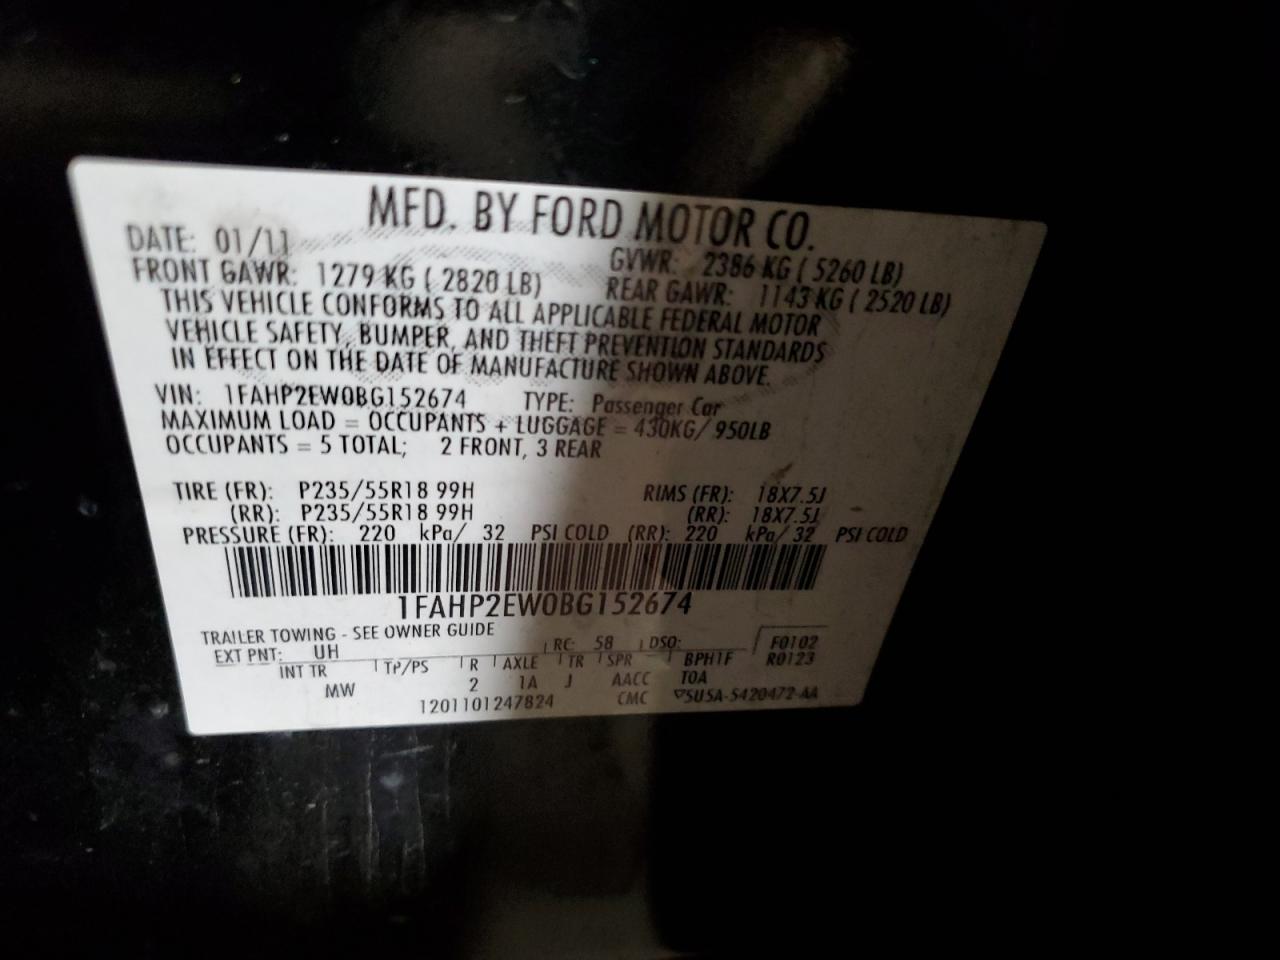 MFD. BY FORD MOTOR CO.
DATE: 01/11 GVWR: 2386 KG ( 5260 LB)
FRONT GAWR: 1279 KG ( 2820 LB) REAR GAWR: 1143 KG ( 2520 LB)
THIS VEHICLE CONFORMS TO ALL APPLICABLE FEDERAL MOTOR
VEHICLE SAFETY, BUMPER, AND THEFT PREVENTION STANDARDS
IN EFFECT ON THE DATE OF MANUFACTURE SHOWN ABOVE.
VIN: 1FAHP2EW0BG152674 TYPE: Passenger Car
MAXIMUM LOAD = OCCUPANTS + LUGGAGE = 430KG/ 950LB
OCCUPANTS = 5 TOTAL; 2 FRONT, 3 REAR
TIRE (FR): P235/55R18 99H RIMS (FR): 18X7.5J
(RR): P235/55R18 99H (RR): 18X7.5J
PRESSURE (FR): 220 kPa/ 32 PSI COLD (RR): 220 kPa/ 32 PSI COLD
1FAHP2EW0BG152674
TRAILER TOWING - SEE OWNER GUIDE
EXT PNT: UH RC: 58 DSO: F0102
INT TR TP/PS R AXLE TR SPR BPH1F R0123
MW 2 1A J AACC TOA
1201101247824 CMC 5U5A-5420472-AA